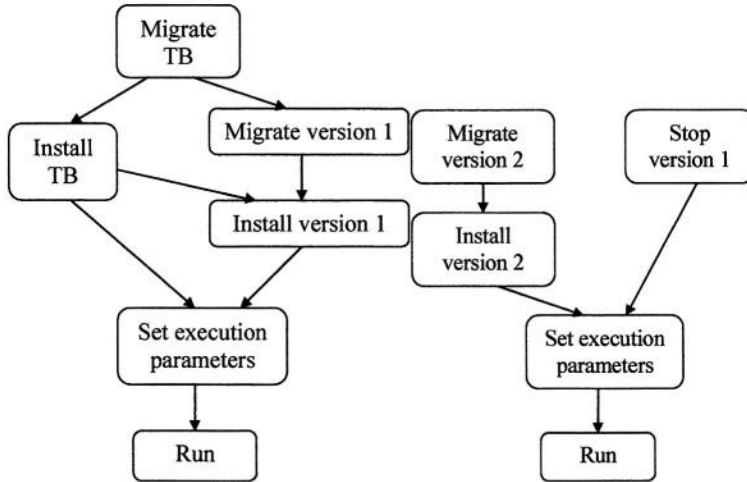 Migrate
TB
Migrate version 1
Migrate
version 2
Stop
version 1
Install
TB
Install version 1
Install
version 2
Set execution
parameters
Set execution
parameters
Run
Run